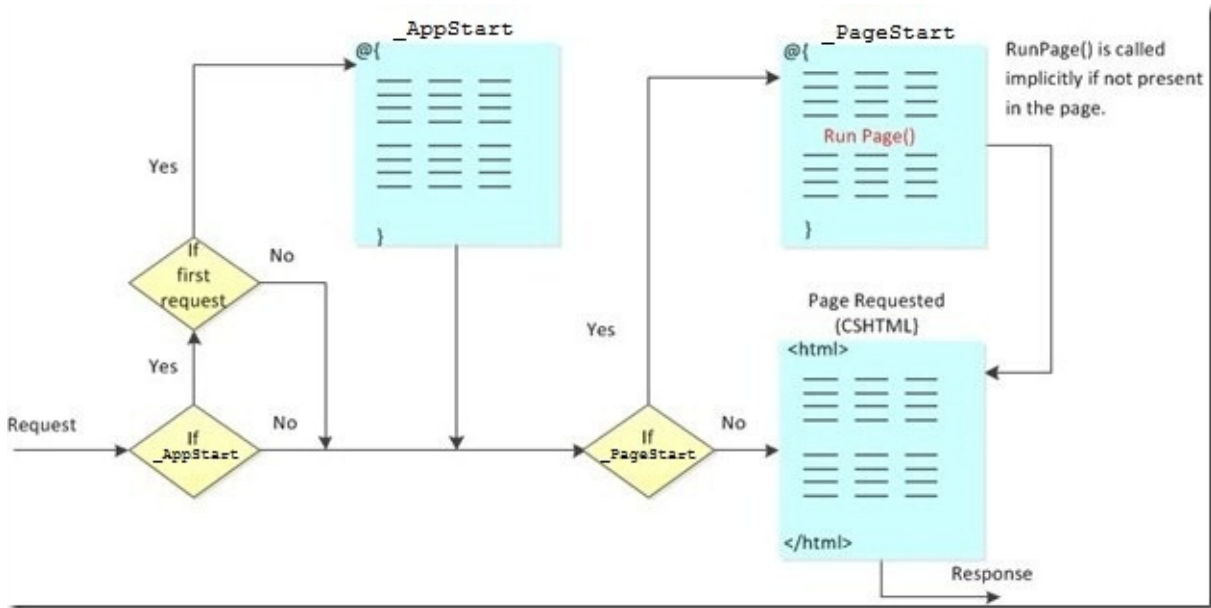 _AppStart
@{
}
_PageStart
@{
Run Page()
}
RunPage() is called
implicitly if not present
in the page.
Yes
If
first
request
No
Yes
Request
If
_AppStart
No
Yes
If
_PageStart
No
Page Requested
(CSHTML)
<html>
</html>
Response